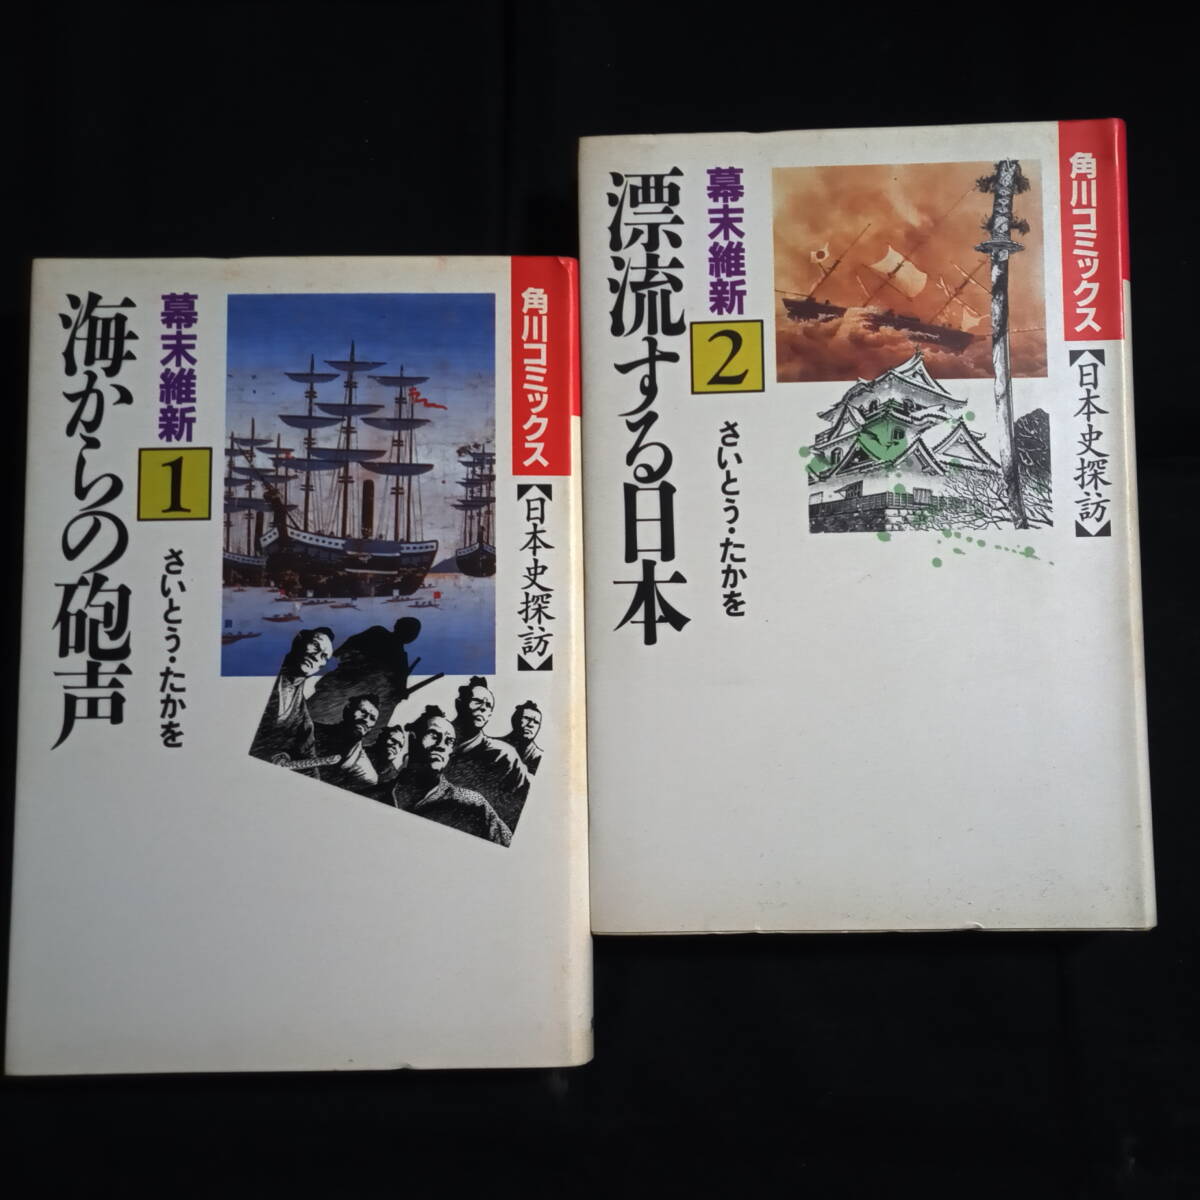 海からの砲声
幕末維新
1
さいとう・たかを
角川コミックス
【日本史探訪】
漂流する日本
幕末維新
2
さいとう・たかを
角川コミックス
【日本史探訪】